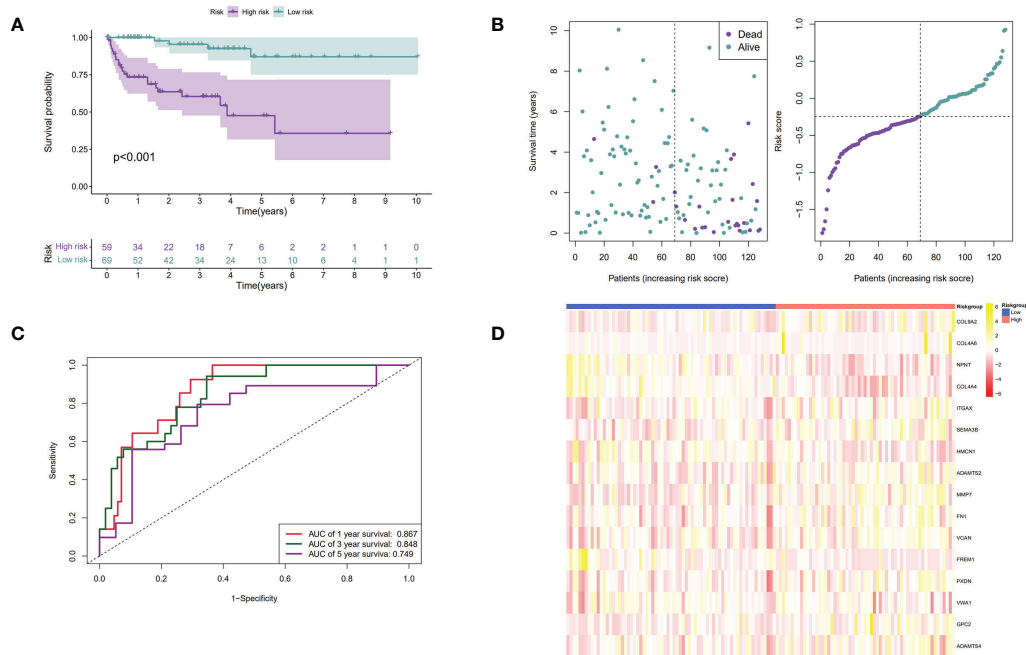 A
Risk High risk Low risk
Survival probability
1.00
0.75
0.50
0.25
0.00
p<0.001
0 1 2 3 4 5 6 7 8 9 10
Time(years)
Risk
High risk 59 34 22 18 7 6 2 2 1 1 0
Low risk 69 52 42 34 24 13 10 6 4 1 1
0 1 2 3 4 5 6 7 8 9 10
Time(years)
B
Survival time (years)
10
8
6
4
2
0
Dead
Alive
0 20 40 60 80 100 120
Patients (increasing risk socre)
Risk score
1.0
0.5
0.0
−0.5
−1.0
−1.5
0 20 40 60 80 100 120
Patients (increasing risk socre)
C
Sensitivity
1.0
0.8
0.6
0.4
0.2
0.0
AUC of 1 year survival: 0.867
AUC of 3 year survival: 0.848
AUC of 5 year surviva: 0.749
0.0 0.2 0.4 0.6 0.8 1.0
1−Specificity
D
Riskgroup
COL6A2
COL4A6
NPNT
COL4A4
ITGAX
SEMA3B
HMCN1
ADAMTS2
MMP7
FN1
VCAN
FREM1
PXDN
VWA1
GPC2
ADAMTS4
6
4
2
0
−2
−4
−6
Riskgroup
Low
High